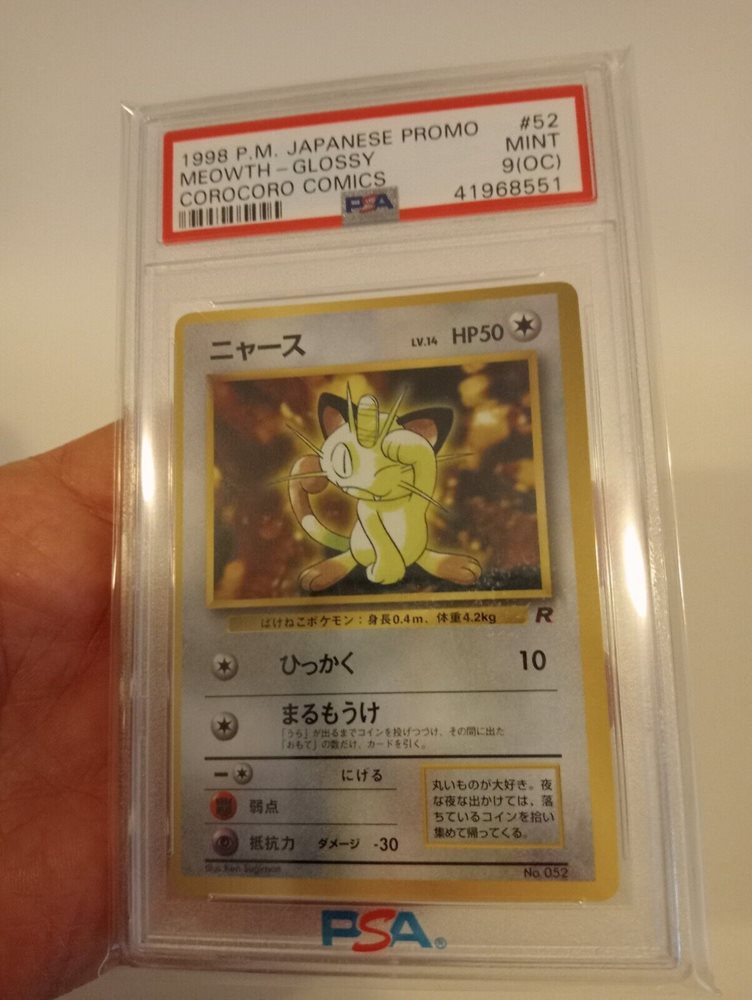 1998 P.M. JAPANESE PROMO #52
MEOWTH - GLOSSY MINT
COROCORO COMICS 9(OC)
PSA 41968551
ニャース LV.14 HP50
ばけねこポケモン：身長0.4m、体重4.2kg R
ひっかく 10
まるもうけ
「うら」が出るまでコインを投げつづけ、その間に出た
「おもて」の数だけ、カードを引く。
にげる
弱点
抵抗力 ダメージ -30
丸いものが大好き。夜
な夜な出かけては、落
ちているコインを拾い
集めて帰ってくる。
Illus. Ken Sugimori No. 052
PSA®